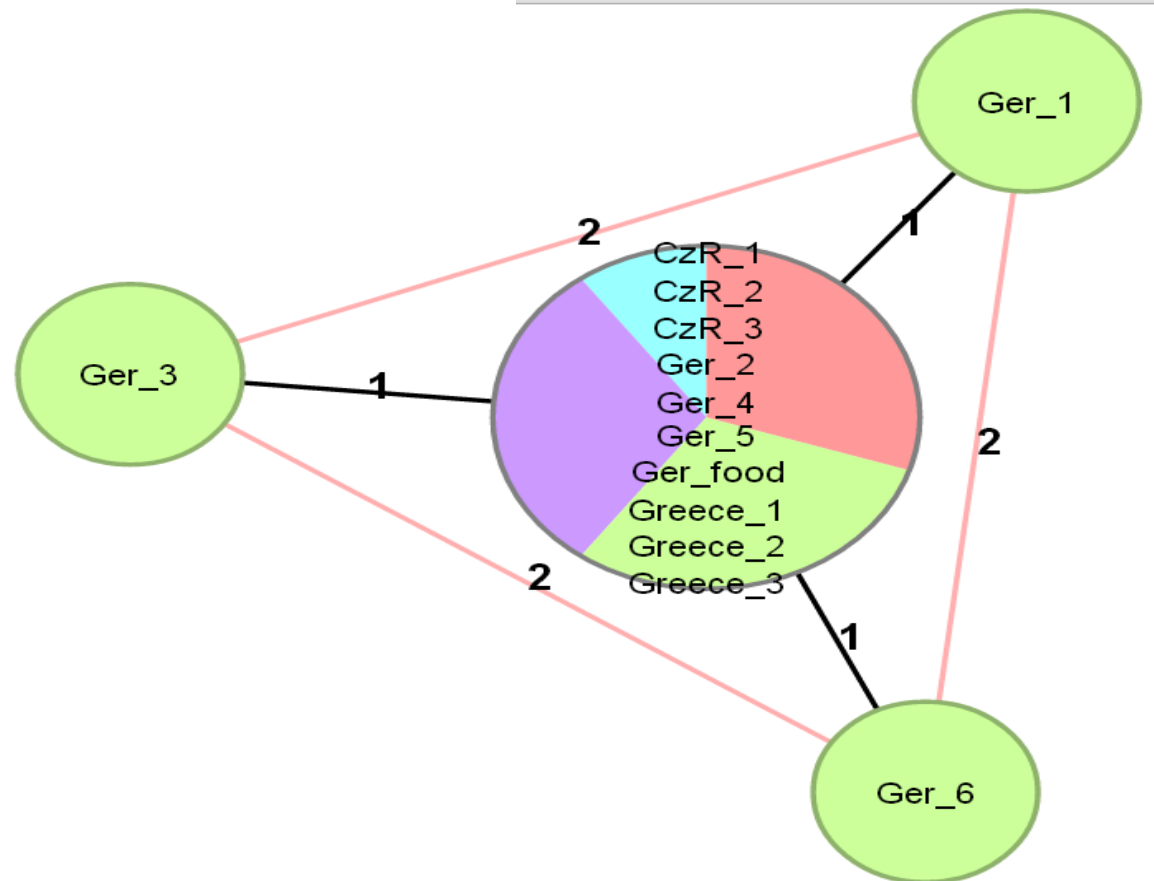 Ger_1
1
2
CzR_1
CzR_2
CzR_3
Ger_2
Ger_4
Ger_5
Ger_food
Greece_1
Greece_2
Greece_3
Ger_3
1
2
2
1
Ger_6